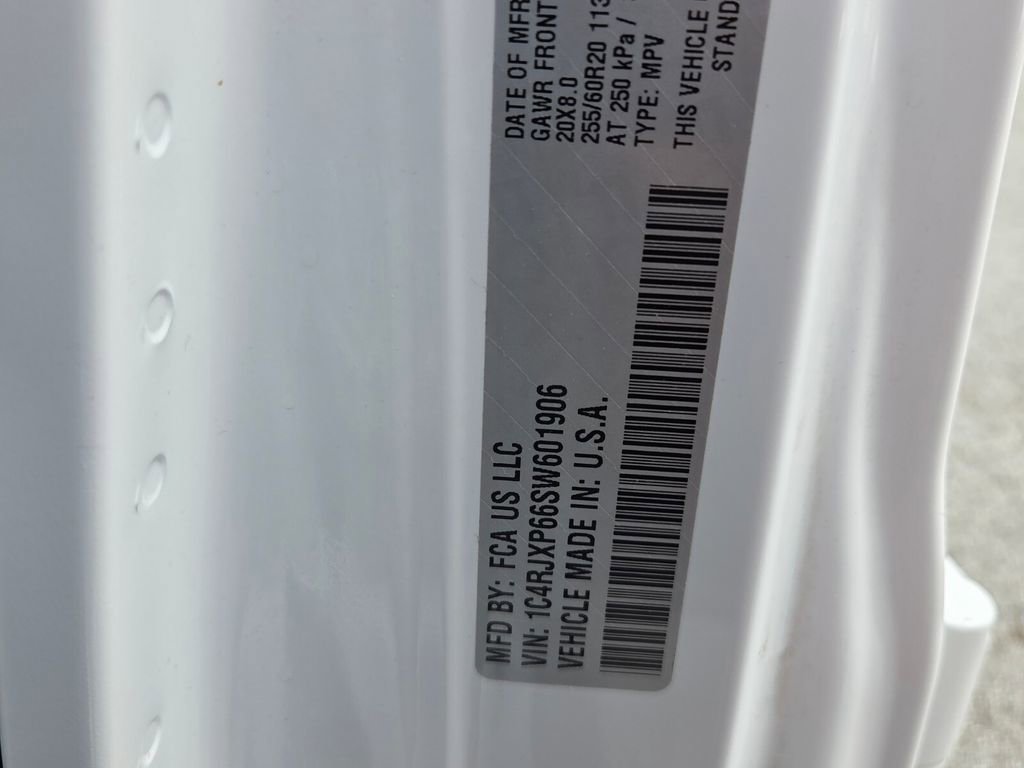 MFD BY: FCA US LLC
VIN: 1C4RJXP66SW601906
VEHICLE MADE IN: U.S.A.
DATE OF MFR
GAWR FRONT
20X8.0
255/60R20 113
AT 250 kPa /
TYPE: MPV
THIS VEHICLE
STAND